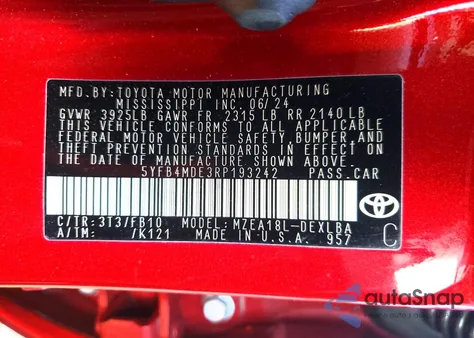 MFD.BY:TOYOTA MOTOR MANUFACTURING
MISSISSIPPI INC. 06/24
GVWR 3925LB GAWR FR 2315 LB RR 2140LB
THIS VEHICLE CONFORMS TO ALL APPLICABLE
FEDERAL MOTOR VEHICLE SAFETY, BUMPER, AND
THEFT PREVENTION STANDARDS IN EFFECT ON
THE DATE OF MANUFACTURE SHOWN ABOVE.
5YFB4MDE3RP193242 PASS.CAR
C/TR:3T3/FB10 MODEL:MZEA18L-DEXLBA
A/TM: /K121 MADE IN U.S.A. 957
C
autoSnap